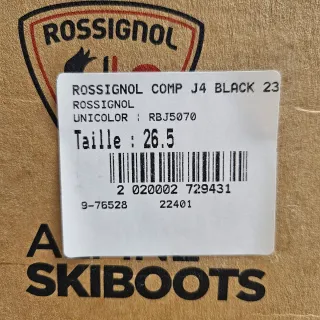 ROSSIGNOL
ROSSIGNOL COMP J4 BLACK 23
ROSSIGNOL
UNICOLOR : RBJ5070
Taille : 26.5
2 020002 729431
9-76528 22401
SKIBOOTS